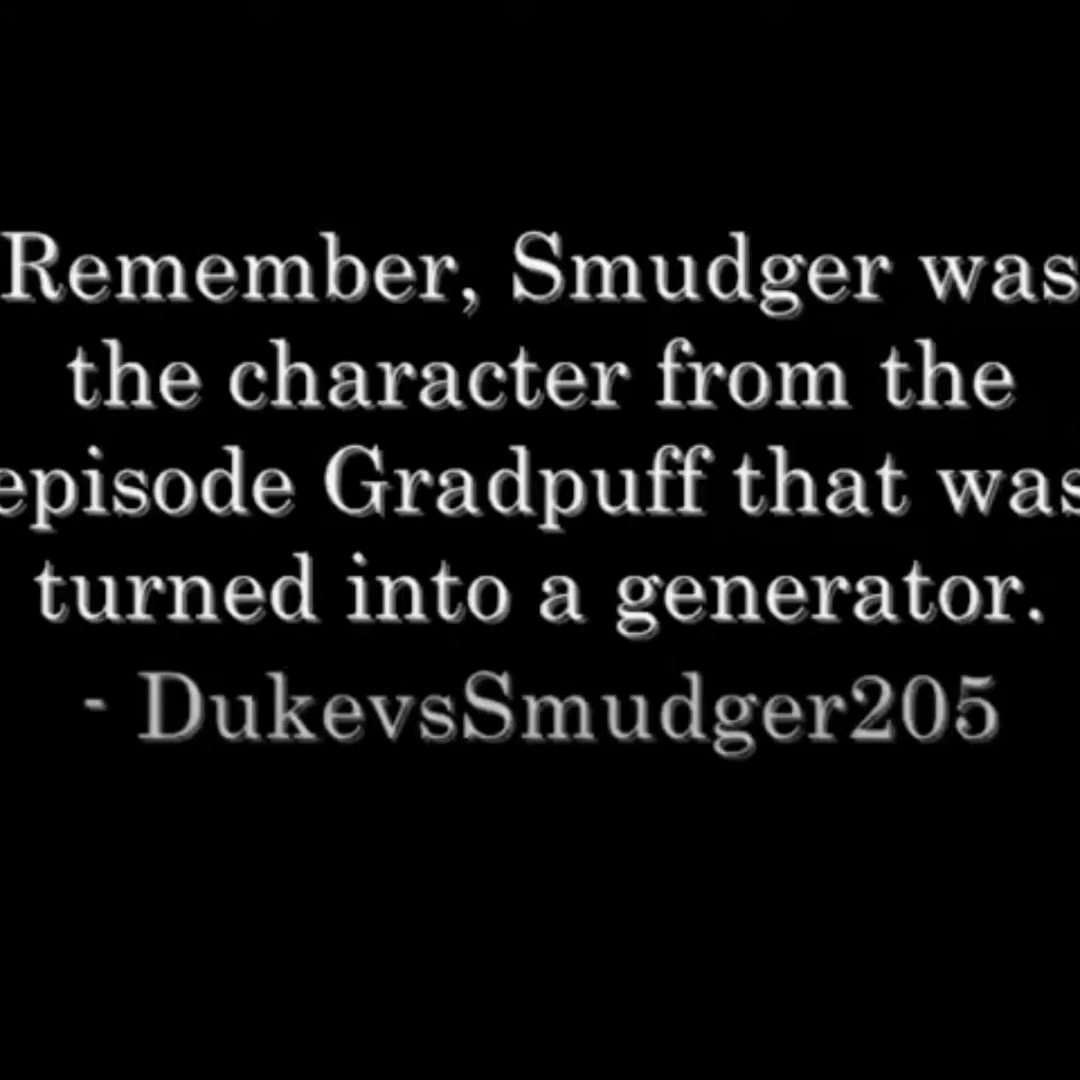 Remember, Smudger was
the character from the
episode Gradpuff that was
turned into a generator.
- DukevsSmudger205